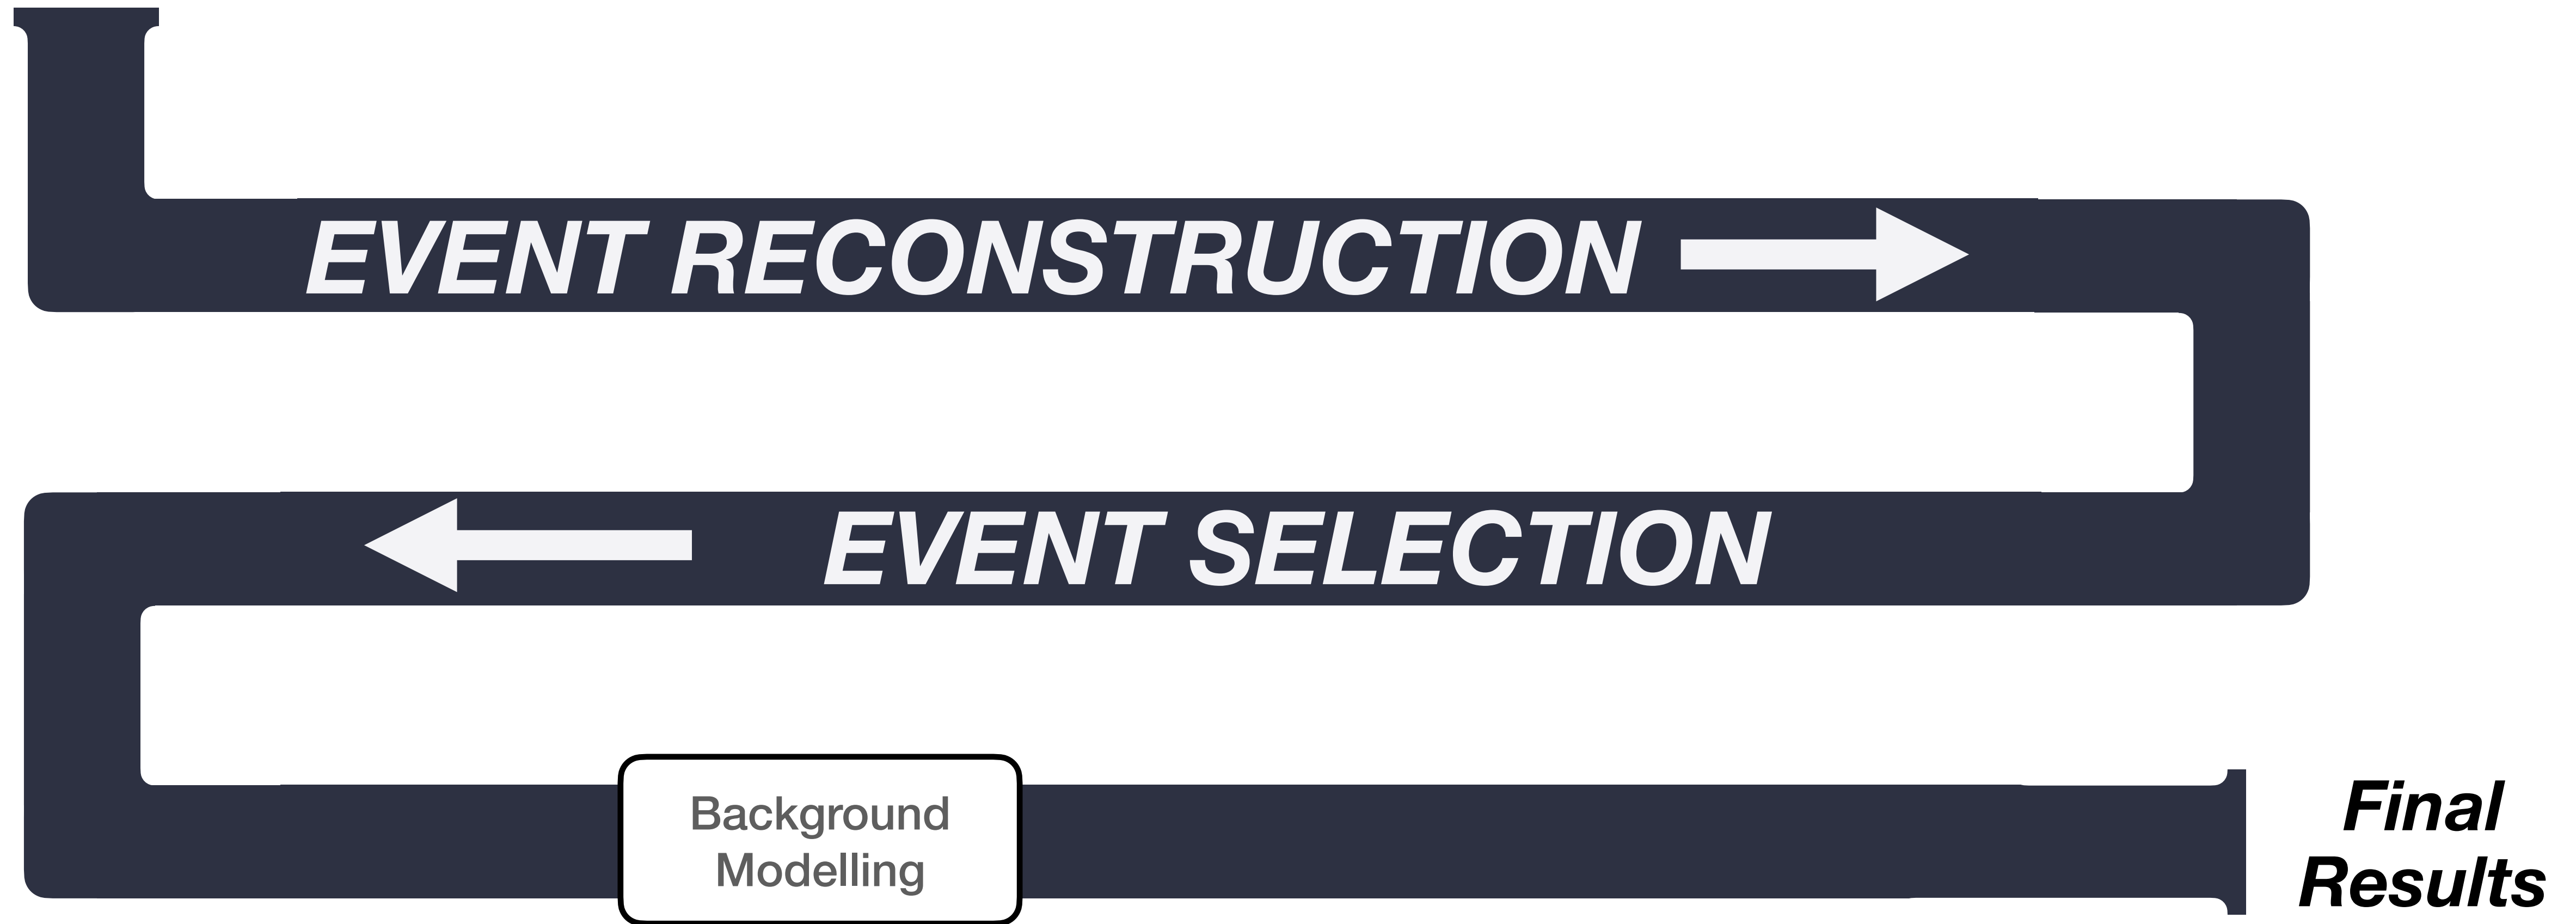 EVENT RECONSTRUCTION
EVENT SELECTION
Background
Modelling
Final
Results